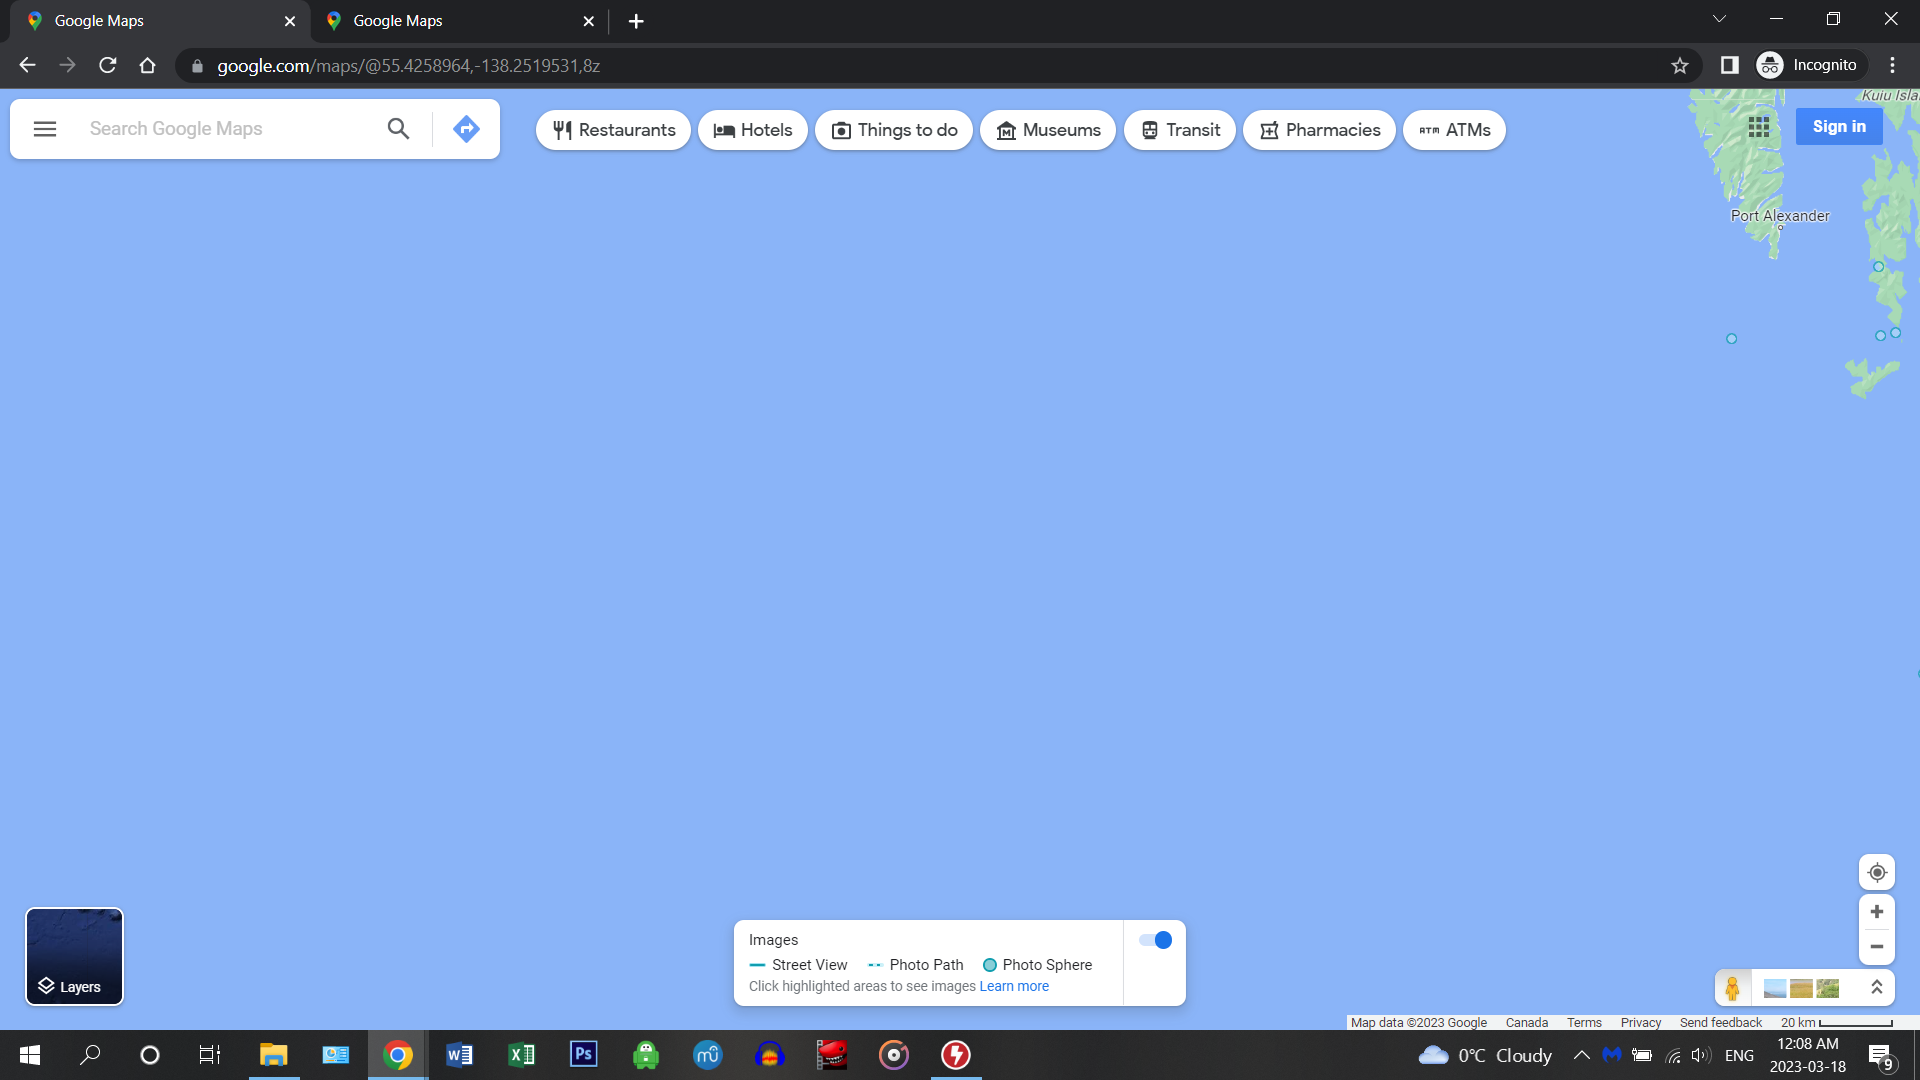 Google Maps
Google Maps
google.com/maps/@55.4258964,-138.2519531,8z
Incognito
Search Google Maps
Restaurants
Hotels
Things to do
Museums
Transit
Pharmacies
ATM ATMs
Kuiu Isla
Sign in
Port Alexander
Images
Street View
Photo Path
Photo Sphere
Click highlighted areas to see images Learn more
Layers
Map data ©2023 Google
Canada
Terms
Privacy
Send feedback
20 km
W
X
Ps
mü
0°C Cloudy
ENG
12:08 AM
2023-03-18
9